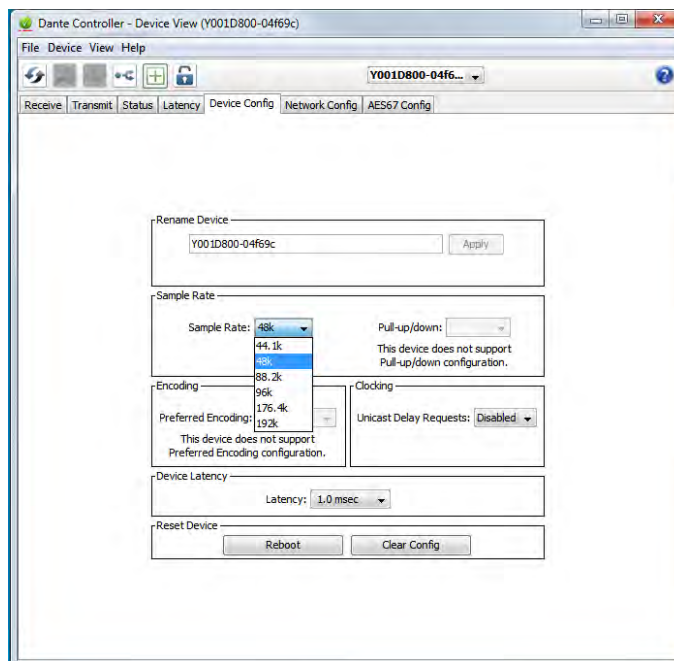 Dante Controller - Device View (Y001D800-04f69c)
File Device View Help
Y001D800-04f6...
Receive Transmit Status Latency Device Config Network Config AES67 Config
Rename Device
Y001D800-04f69c Apply
Sample Rate
Sample Rate: 48k Pull-up/down:
44.1k
48k
88.2k
96k
176.4k
192k
This device does not support
Pull-up/down configuration.
Encoding
Preferred Encoding:
This device does not support
Preferred Encoding configuration.
Clocking
Unicast Delay Requests: Disabled
Device Latency
Latency: 1.0 msec
Reset Device
Reboot Clear Config